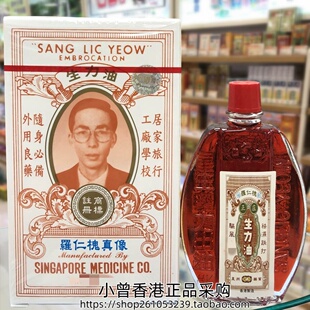 "SANG LIC YEOW"
EMBROCATION
生力油
居家旅行
工廠學校
隨身必備
外用良藥
商標
註冊
羅仁槐真像
Manufactured By
SINGAPORE MEDICINE CO.
生力油
小曾香港正品采购
https://shop261053239.taobao.com